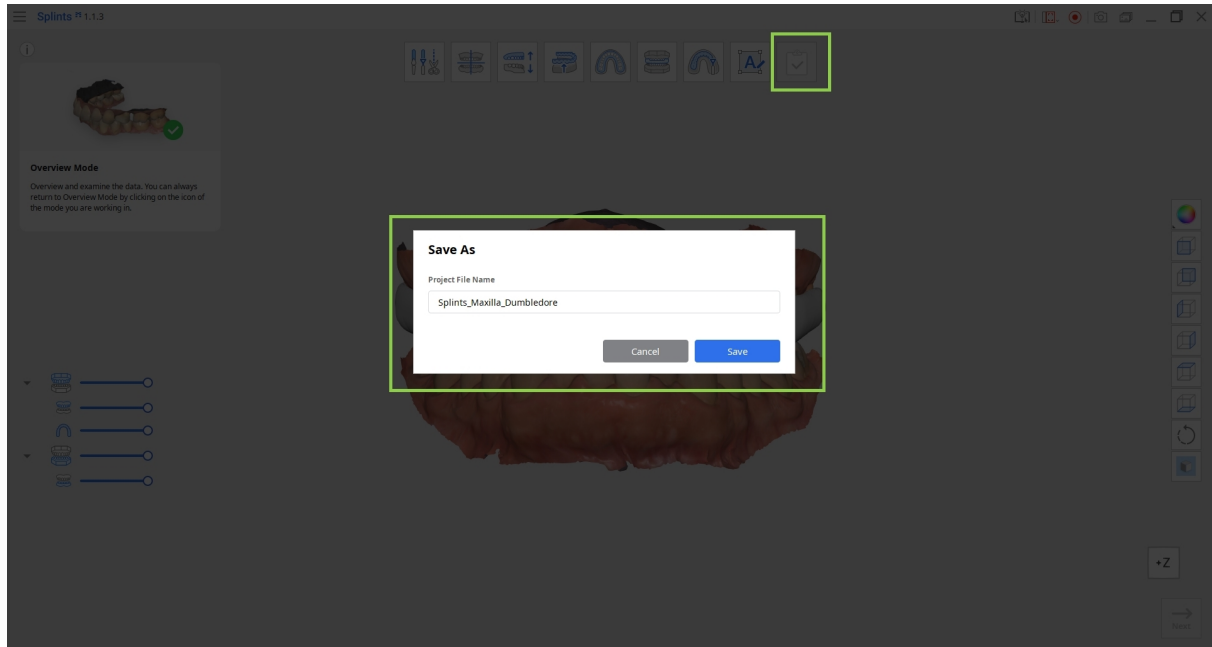 Splints 1.1.3
A
Overview Mode
Overview and examine the data. You can always
return to Overview Mode by clicking on the icon of
the mode you are working in.
Save As
Project File Name
Splints_Maxilla_Dumbledore
Cancel
Save
+Z
Next